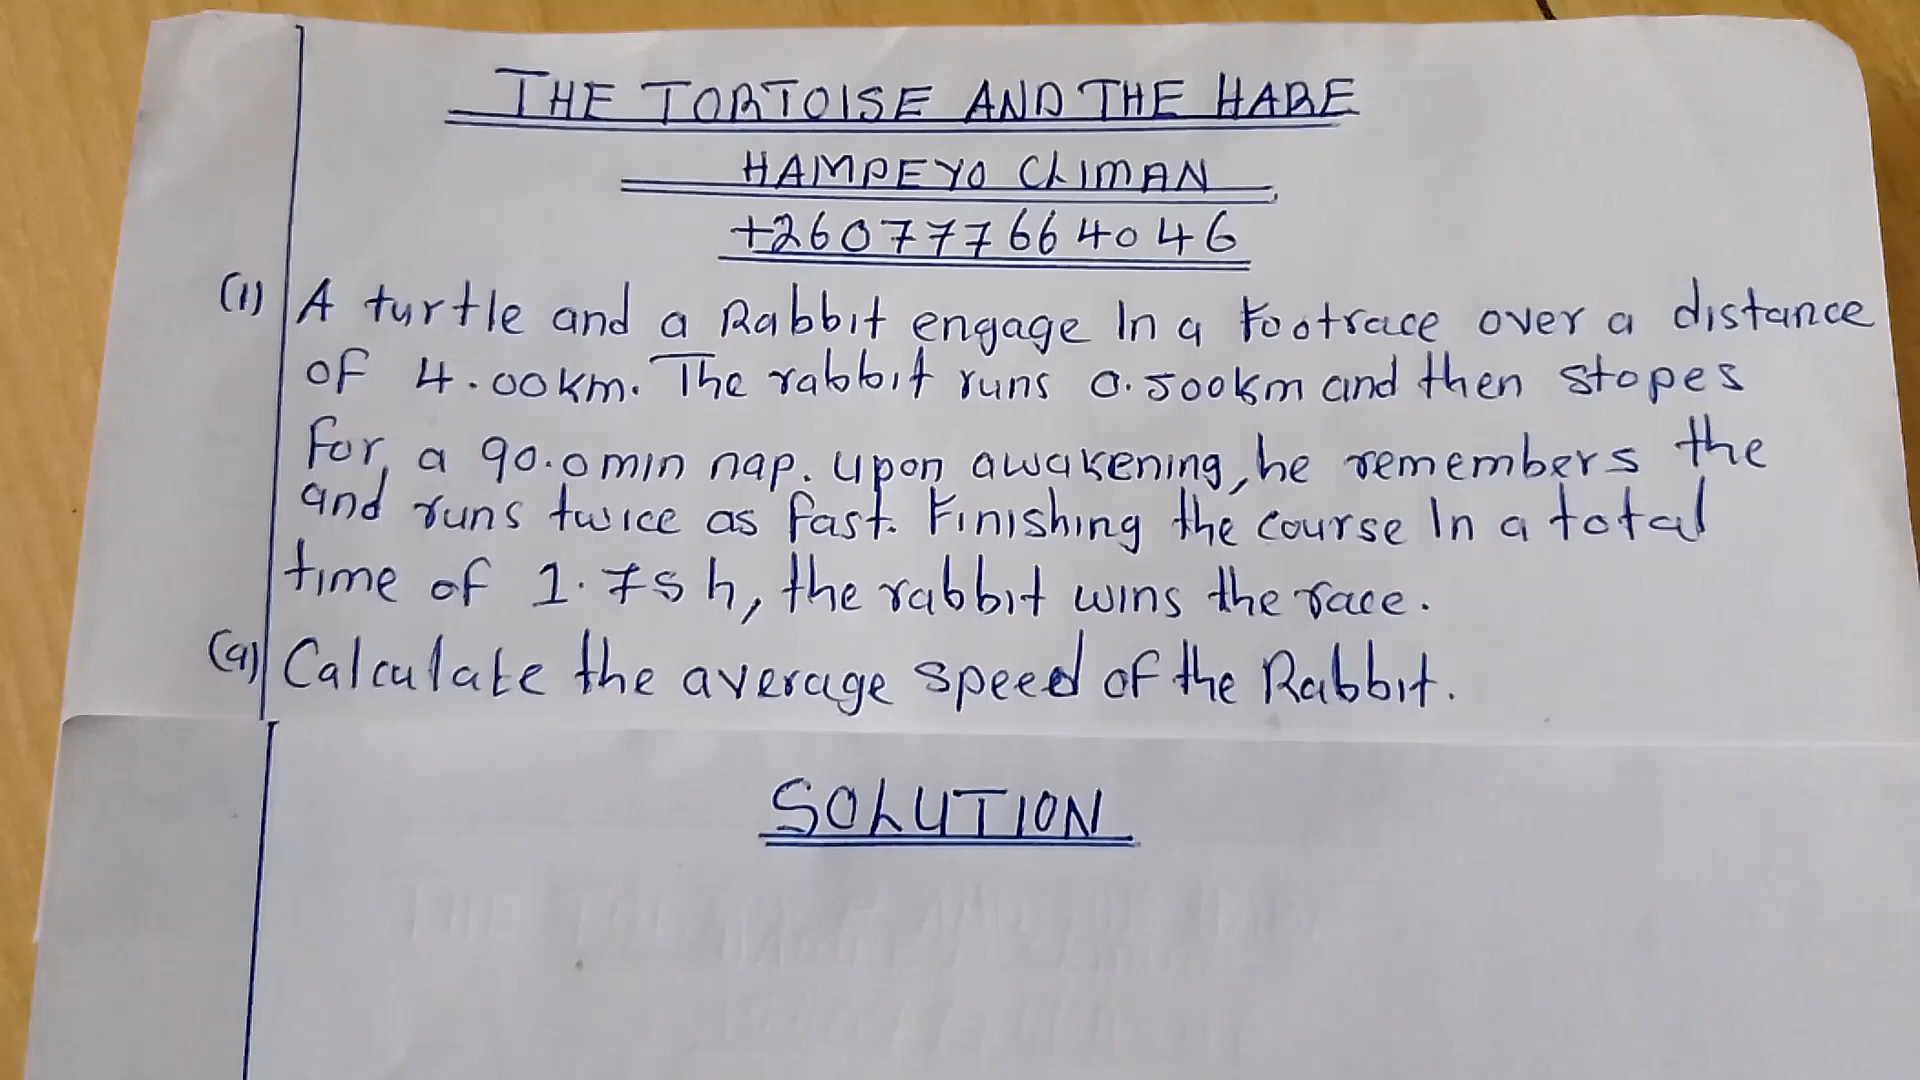 THE TORTOISE AND THE HARE
HAMPEYO CLIMAN
+260777664046
(1) A turtle and a Rabbit engage In a footrace over a distance
of 4.00km. The rabbit runs 0.500km and then stopes
for a 90.0min nap. upon awakening, he remembers the
and runs twice as fast. Finishing the course In a total
time of 1.75h, the rabbit wins the race.
(a) Calculate the average speed of the Rabbit.
SOLUTION